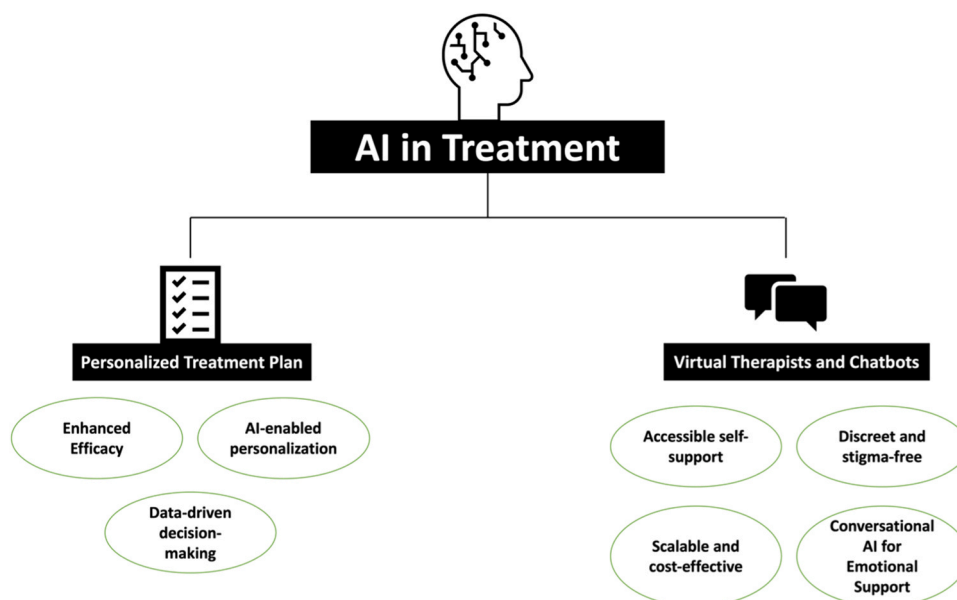 AI in Treatment
Personalized Treatment Plan
Enhanced
Efficacy
AI-enabled
personalization
Data-driven
decision-
making
Virtual Therapists and Chatbots
Accessible self-
support
Discreet and
stigma-free
Scalable and
cost-effective
Conversational
AI for
Emotional
Support